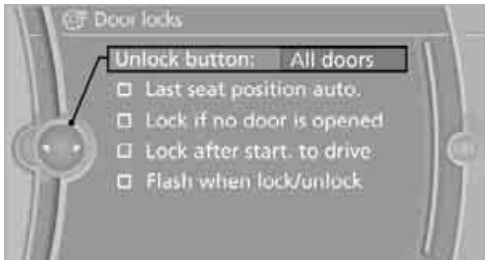 Door locks
Unlock button: All doors
Last seat position auto.
Lock if no door is opened
Lock after start. to drive
Flash when lock/unlock